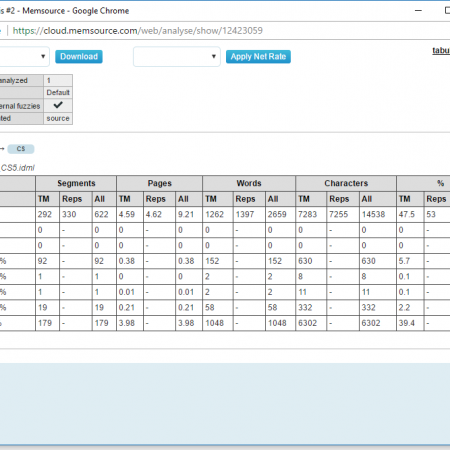 s #2 - Memsource - Google Chrome
https://cloud.memsource.com/web/analyse/show/12423059
Download Apply Net Rate tabu
analyzed 1
Default
ernal fuzzies ✔
ted source
→ cs
_CS5.idml
Segments Pages Words Characters %
TM Reps All TM Reps All TM Reps All TM Reps All TM Reps
292 330 622 4.59 4.62 9.21 1262 1397 2659 7283 7255 14538 47.5 53
0 - 0 0 - 0 0 - 0 0 - 0 0 -
0 - 0 0 - 0 0 - 0 0 - 0 0 -
% 92 - 92 0.38 - 0.38 152 - 152 630 - 630 5.7 -
% 1 - 1 0 - 0 2 - 2 8 - 8 0.1 -
% 1 - 1 0.01 - 0.01 2 - 2 11 - 11 0.1 -
% 19 - 19 0.21 - 0.21 58 - 58 332 - 332 2.2 -
% 179 - 179 3.98 - 3.98 1048 - 1048 6302 - 6302 39.4 -